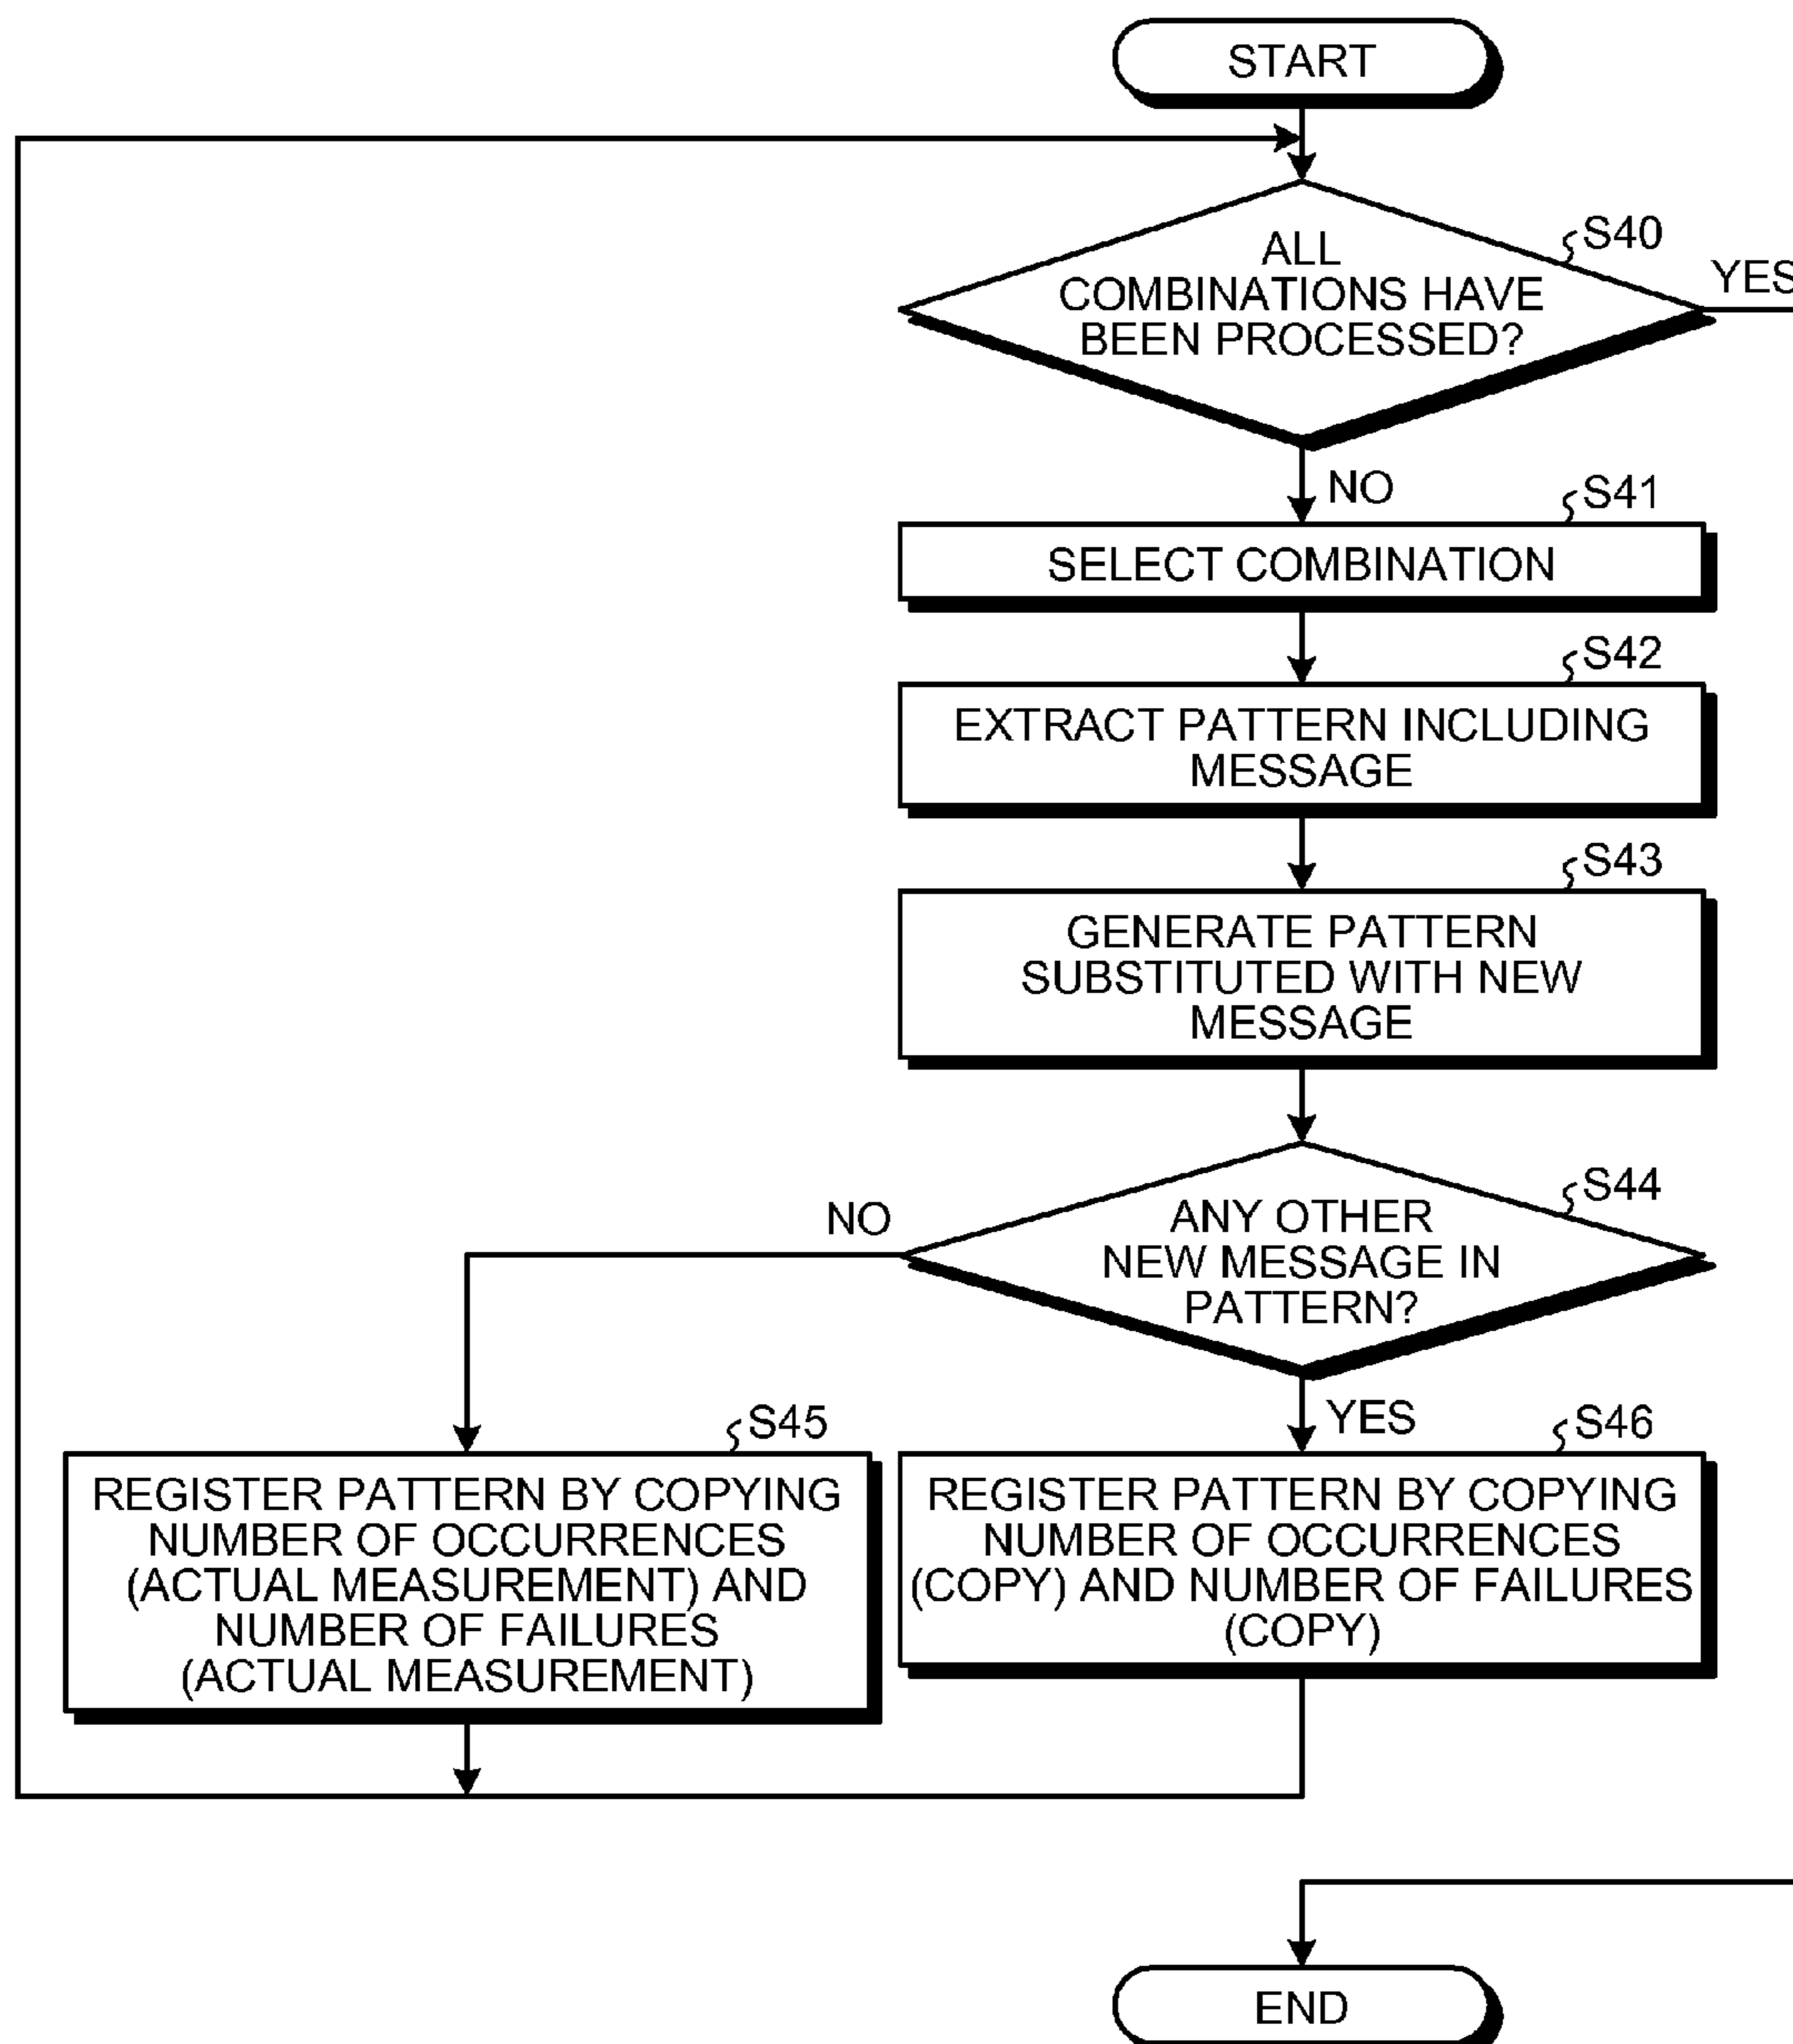 START
S40
ALL
COMBINATIONS HAVE
BEEN PROCESSED?
YES
NO
S41
SELECT COMBINATION
S42
EXTRACT PATTERN INCLUDING
MESSAGE
S43
GENERATE PATTERN
SUBSTITUTED WITH NEW
MESSAGE
S44
NO
ANY OTHER
NEW MESSAGE IN
PATTERN?
YES
S45
REGISTER PATTERN BY COPYING
NUMBER OF OCCURRENCES
(ACTUAL MEASUREMENT) AND
NUMBER OF FAILURES
(ACTUAL MEASUREMENT)
S46
REGISTER PATTERN BY COPYING
NUMBER OF OCCURRENCES
(COPY) AND NUMBER OF FAILURES
(COPY)
END